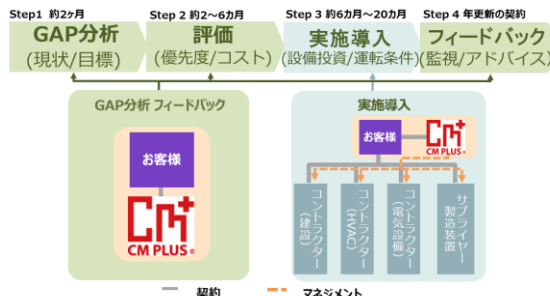 Step1 約2ヶ月
Step 2 約2～6カ月
Step 3 約6カ月～20カ月
Step 4 年更新の契約
GAP分析
(現状/目標)
評価
(優先度/コスト)
実施導入
(設備投資/運転条件)
フィードバック
(監視/アドバイス)
GAP分析 フィードバック
お客様
CM+
CM PLUS®
実施導入
お客様
CM+
CM PLUS®
コントラクター
(建設)
コントラクター
(HVAC)
コントラクター
(電気設備)
サプライヤー
製造装置
契約
マネジメント